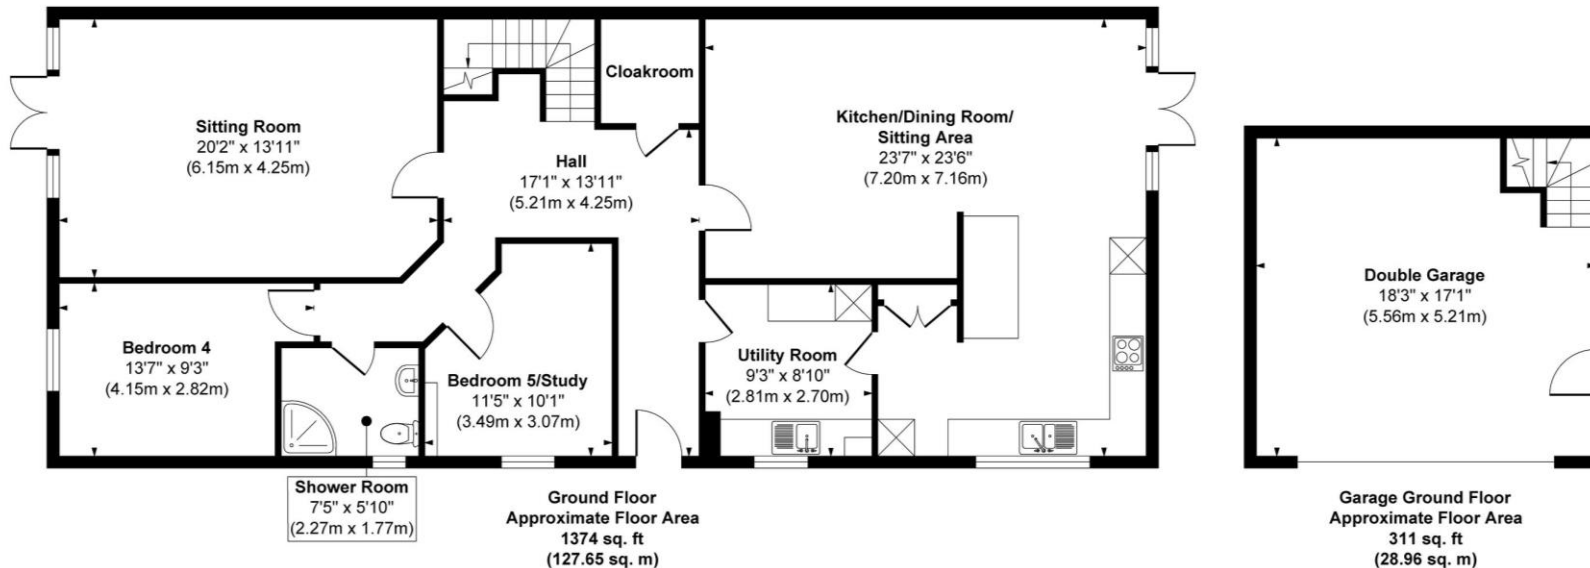 Sitting Room
20'2" x 13'11"
(6.15m x 4.25m)
Cloakroom
Hall
17'1" x 13'11"
(5.21m x 4.25m)
Kitchen/Dining Room/
Sitting Area
23'7" x 23'6"
(7.20m x 7.16m)
Bedroom 4
13'7" x 9'3"
(4.15m x 2.82m)
Bedroom 5/Study
11'5" x 10'1"
(3.49m x 3.07m)
Utility Room
9'3" x 8'10"
(2.81m x 2.70m)
Shower Room
7'5" x 5'10"
(2.27m x 1.77m)
Ground Floor
Approximate Floor Area
1374 sq. ft
(127.65 sq. m)
Double Garage
18'3" x 17'1"
(5.56m x 5.21m)
Garage Ground Floor
Approximate Floor Area
311 sq. ft
(28.96 sq. m)